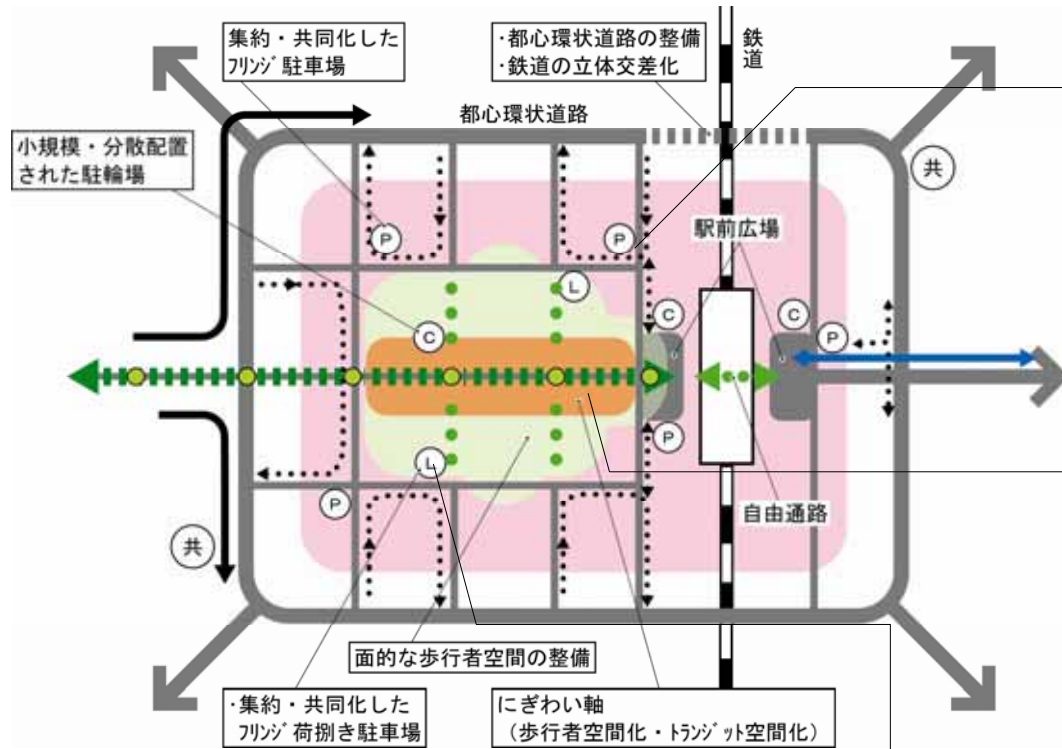 集約・共同化した
ﾌﾘﾝｼﾞ駐車場
・都心環状道路の整備
・鉄道の立体交差化
鉄道
都心環状道路
小規模・分散配置
された駐輪場
共
P
P
駅前広場
L
C
C
C
P
P
L
P
自由通路
共
面的な歩行者空間の整備
・集約・共同化した
ﾌﾘﾝｼﾞ荷捌き駐車場
にぎわい軸
（歩行者空間化・ﾄﾗﾝｼﾞｯﾄ空間化）